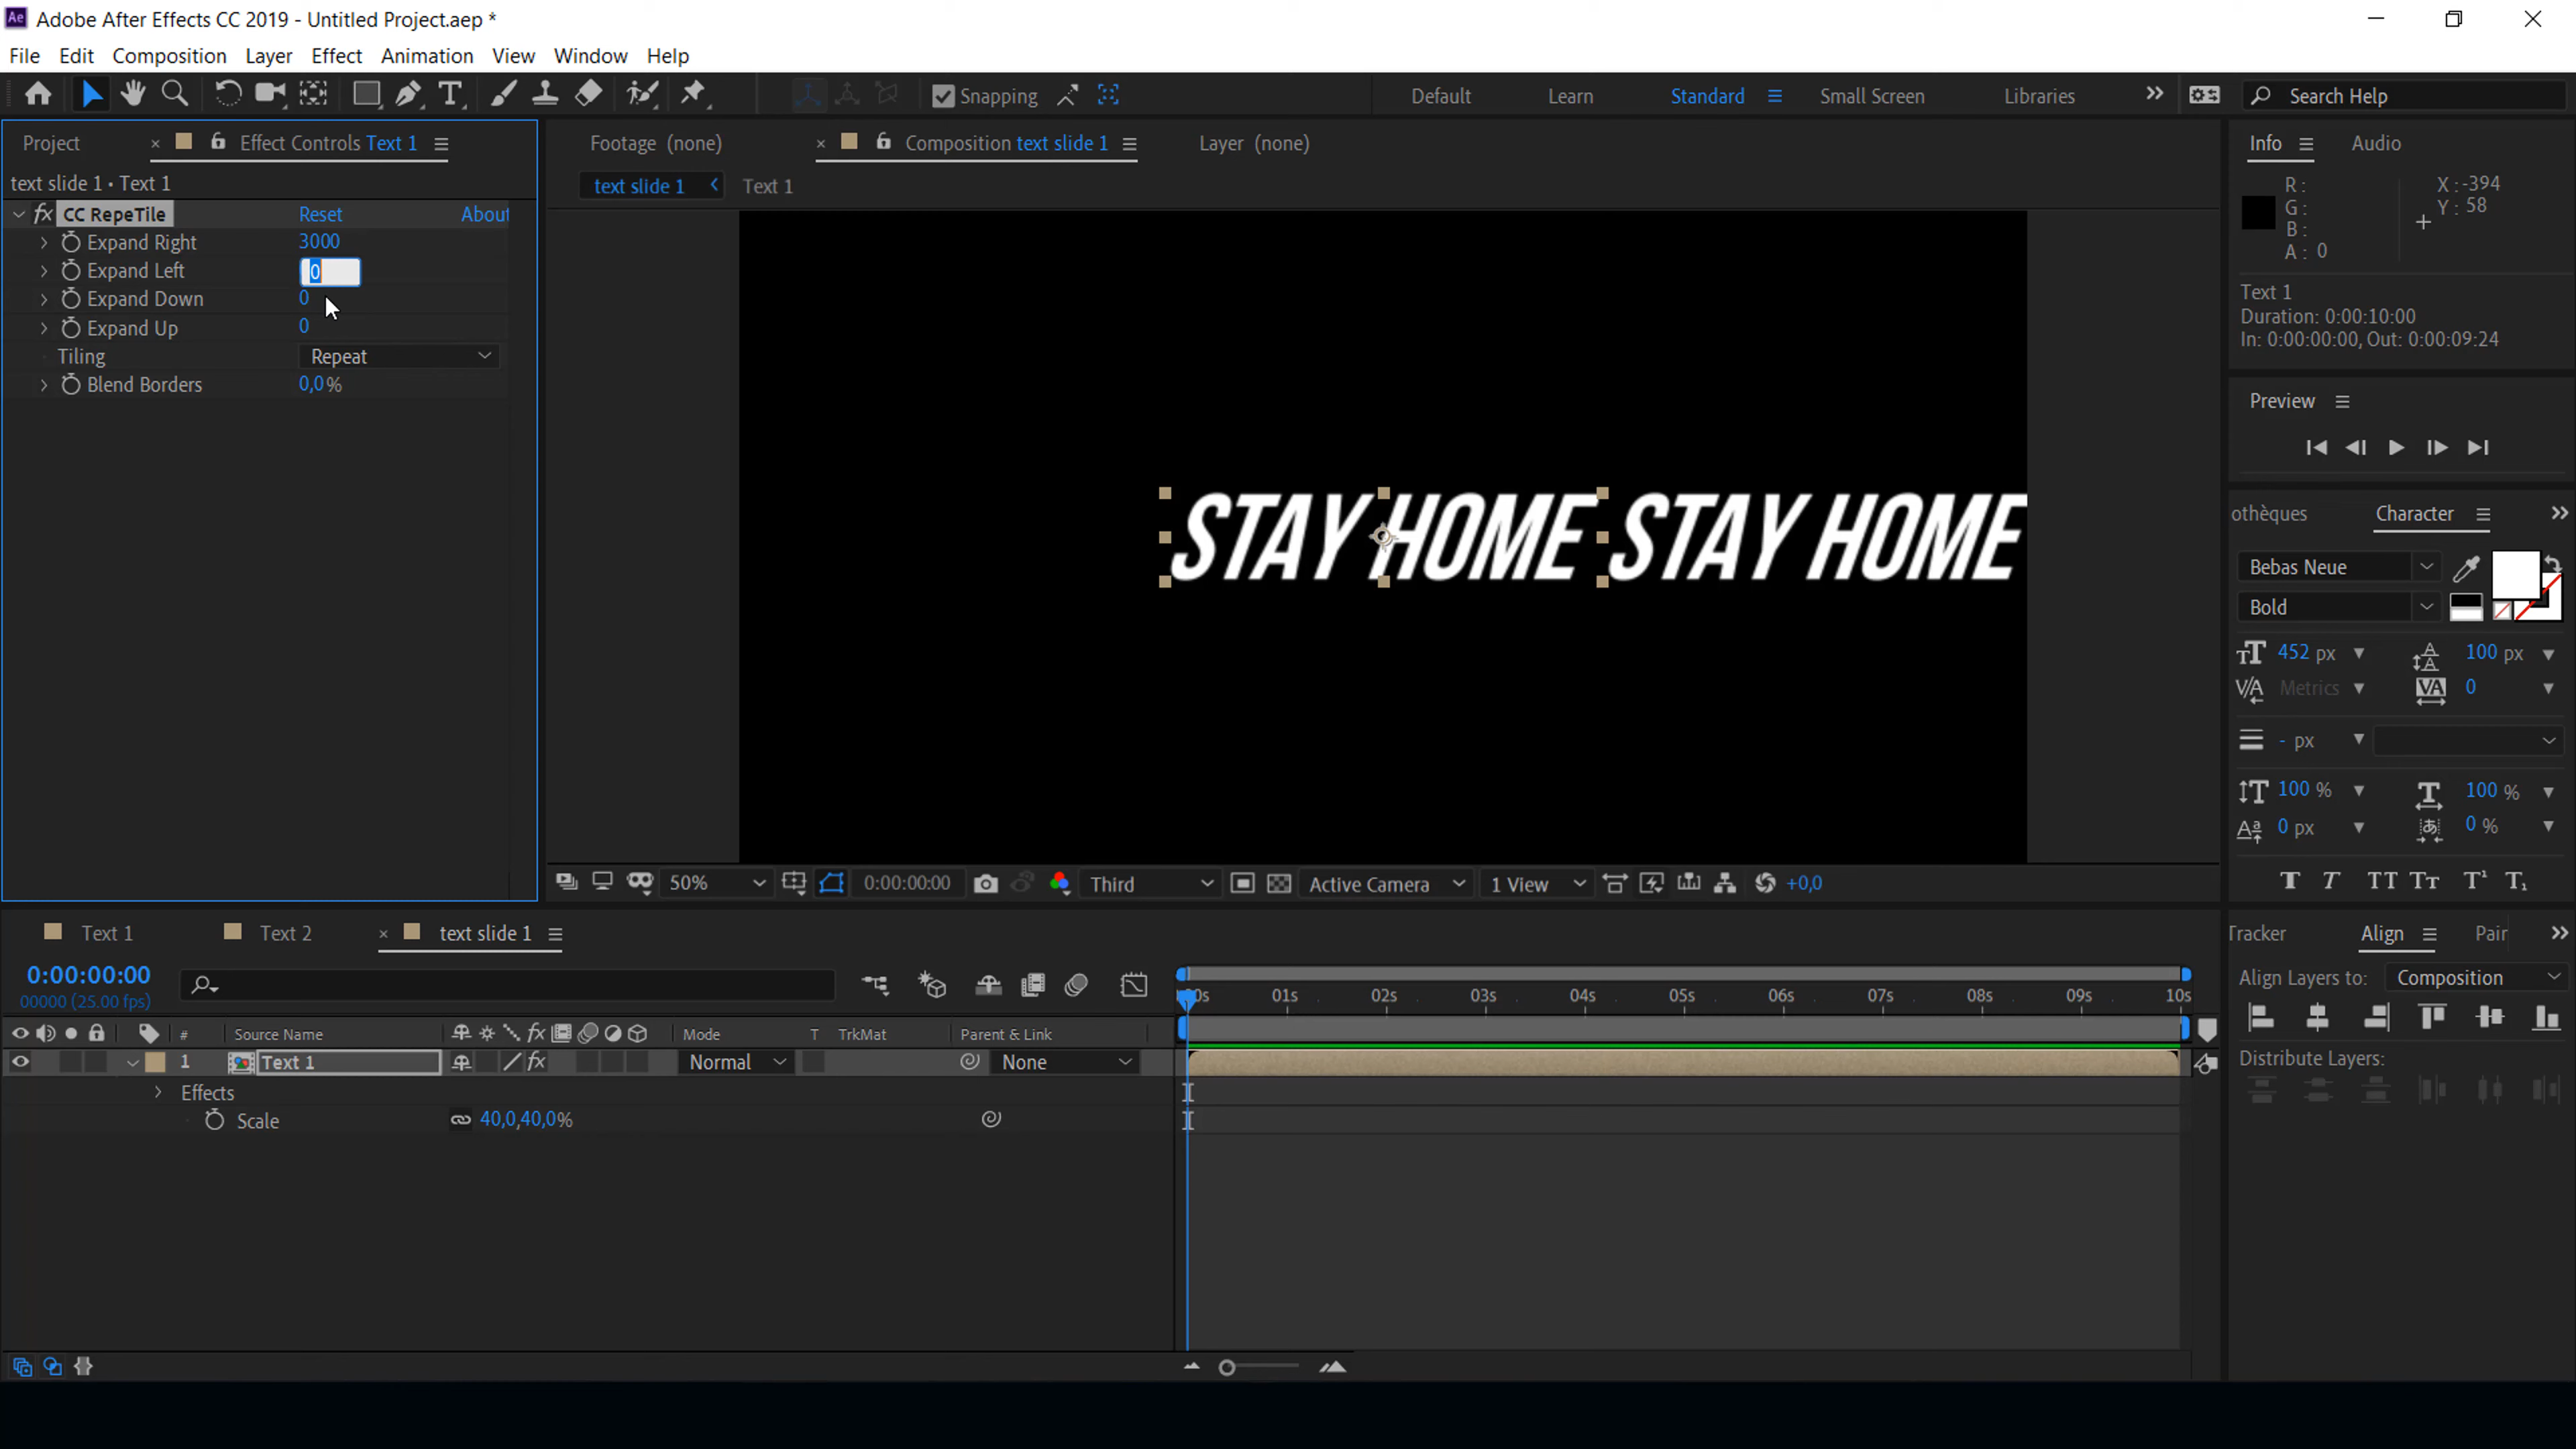 Ae Adobe After Effects CC 2019 - Untitled Project.aep *
File Edit Composition Layer Effect Animation View Window Help
Snapping Default Learn Standard Small Screen Libraries Search Help
Project × Effect Controls Text 1
text slide 1 • Text 1
fx CC RepeTile Reset About
Expand Right 3000
Expand Left 0
Expand Down 0
Expand Up 0
Tiling Repeat
Blend Borders 0,0%
Footage (none) × Composition text slide 1 Layer (none)
text slide 1 Text 1
STAY HOME STAY HOME
50% 0:00:00:00 Third Active Camera 1 View +0,0
Info Audio
R : X : -394
G : Y : 58
B :
A : 0
Text 1
Duration: 0:00:10:00
In: 0:00:00:00, Out: 0:00:09:24
Preview
othèques Character
Bebas Neue
Bold
452 px 100 px
Metrics 0
- px
100 % 100 %
0 px 0 %
Text 1 Text 2 × text slide 1
0:00:00:00
00000 (25.00 fps)
00s 01s 02s 03s 04s 05s 06s 07s 08s 09s 10s
# Source Name fx Mode T TrkMat Parent & Link
1 Text 1 fx Normal None
Effects
Scale 40,0,40,0%
Tracker Align Pair
Align Layers to: Composition
Distribute Layers: